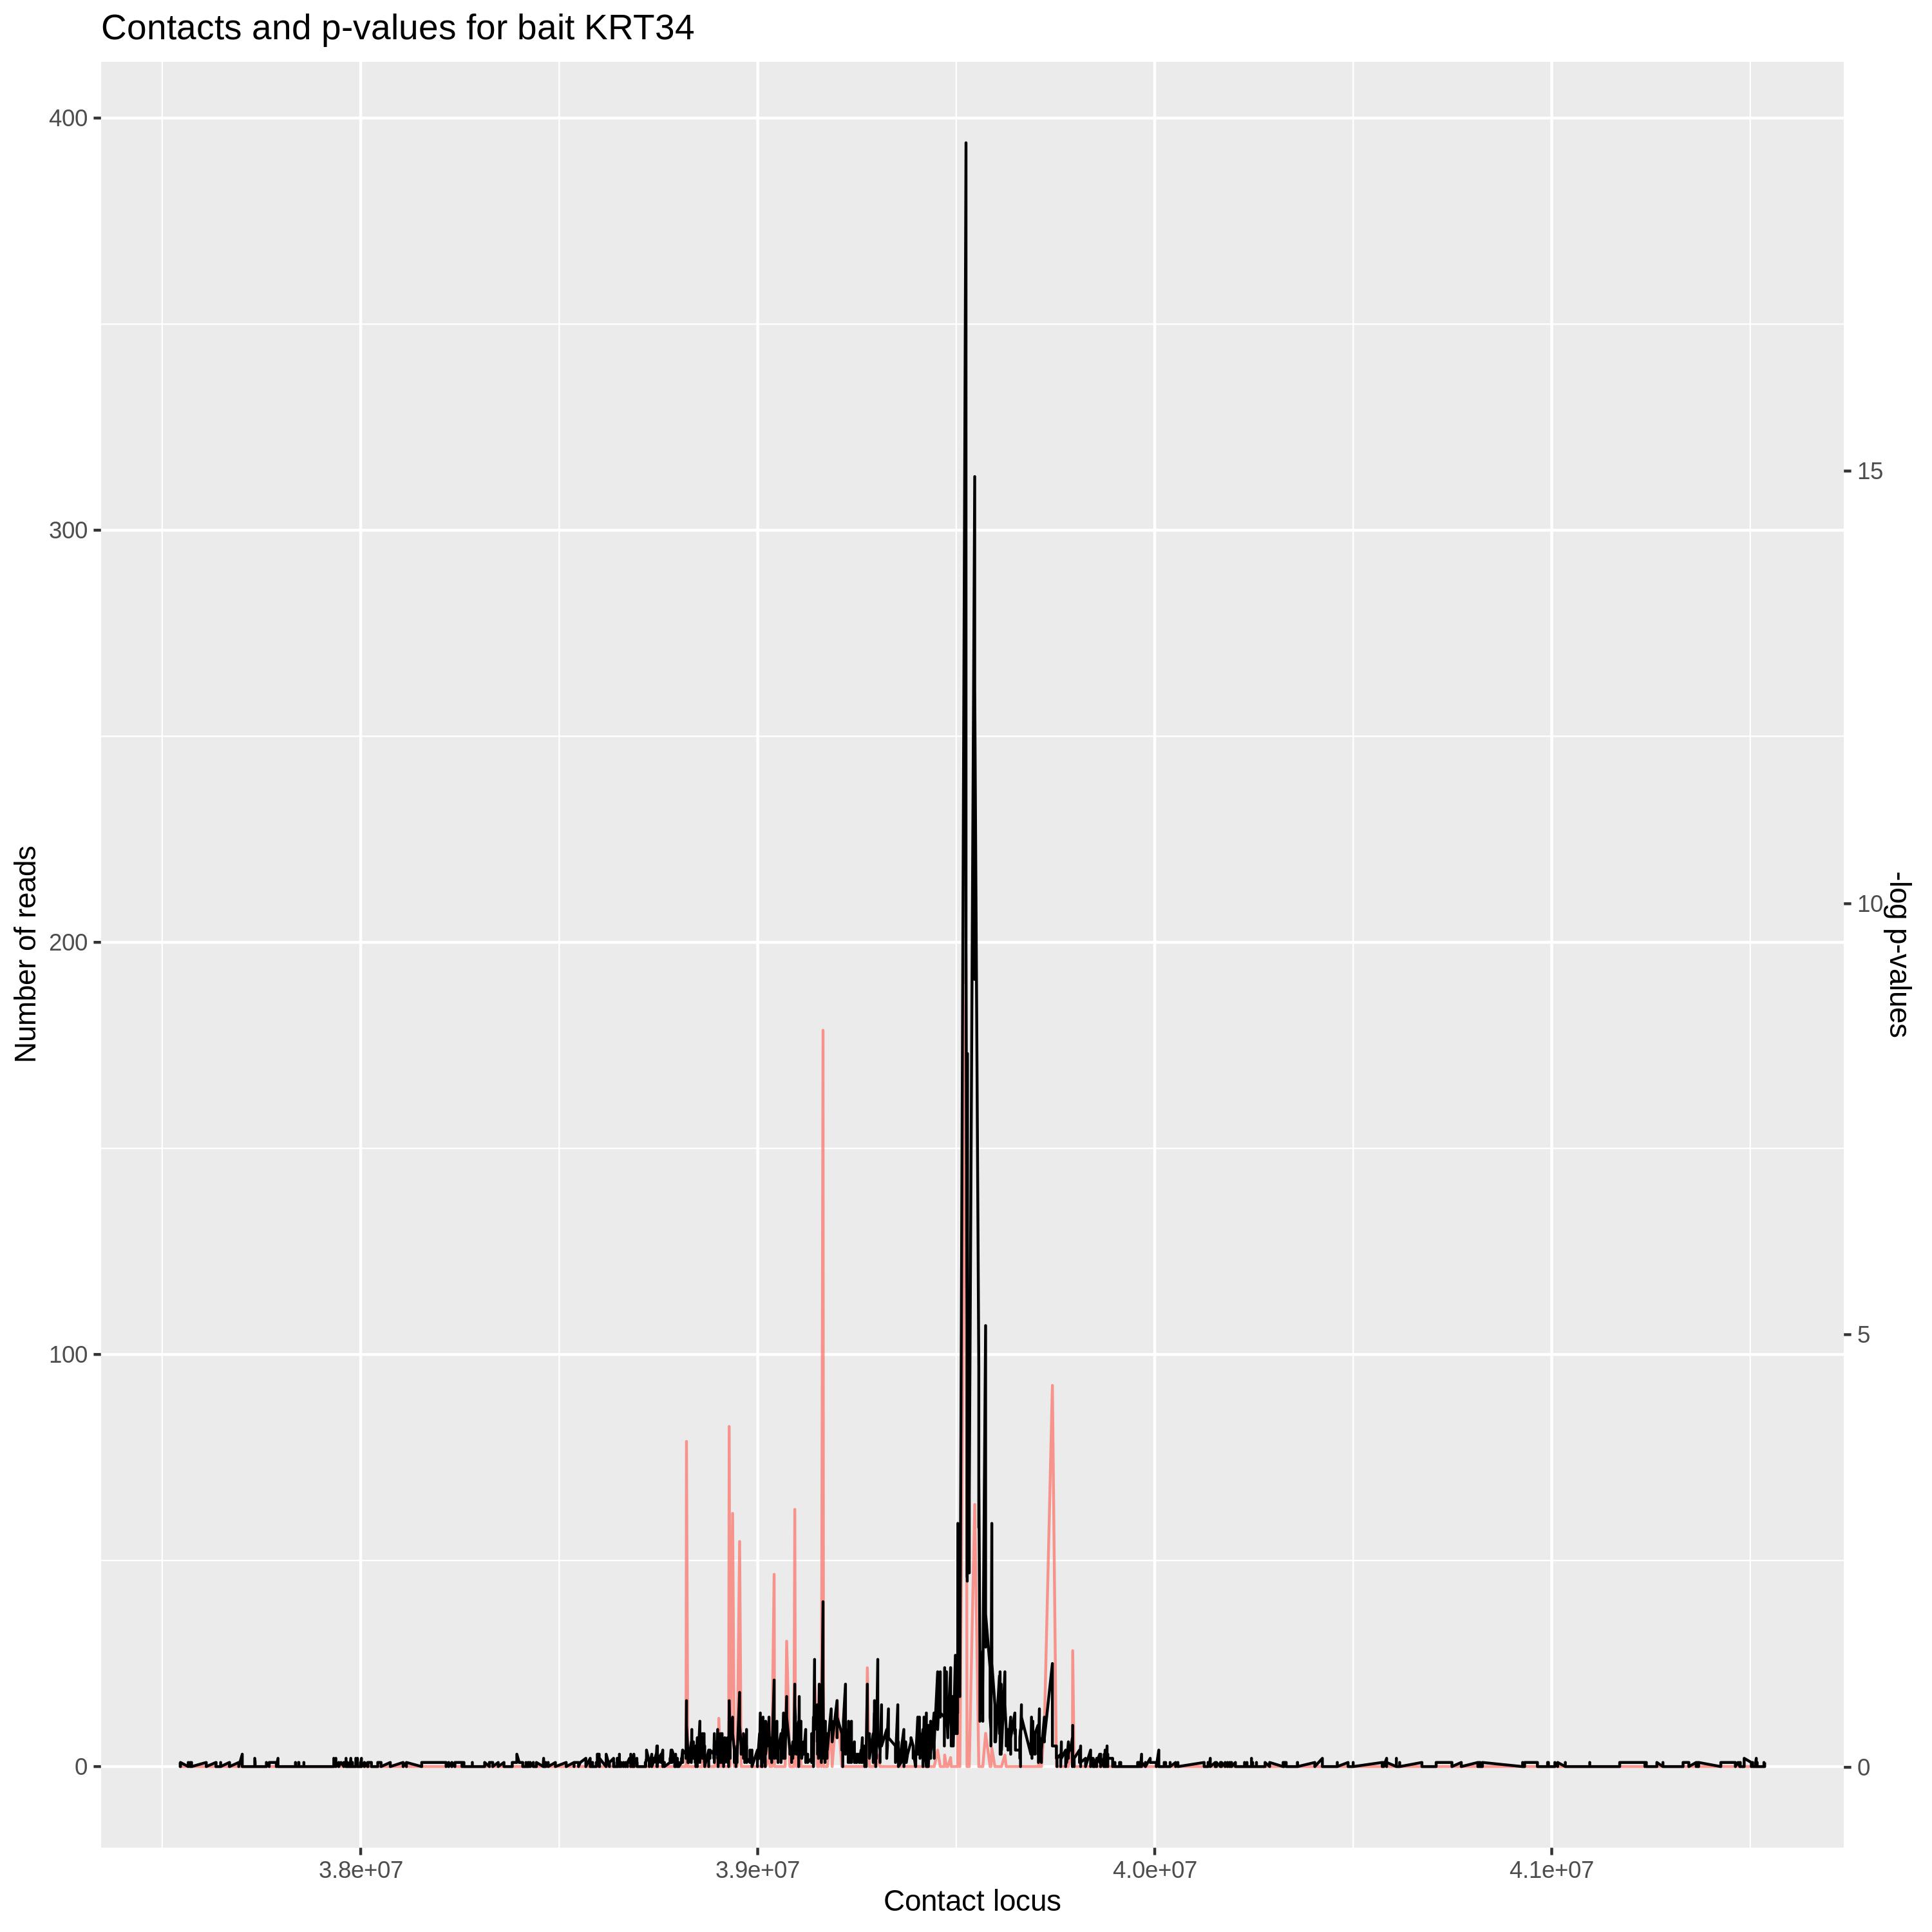 Contacts and p-values for bait KRT34
400
300
200
100
0
Number of reads
15
10
5
0
-log p-values
3.8e+07
3.9e+07
4.0e+07
4.1e+07
Contact locus